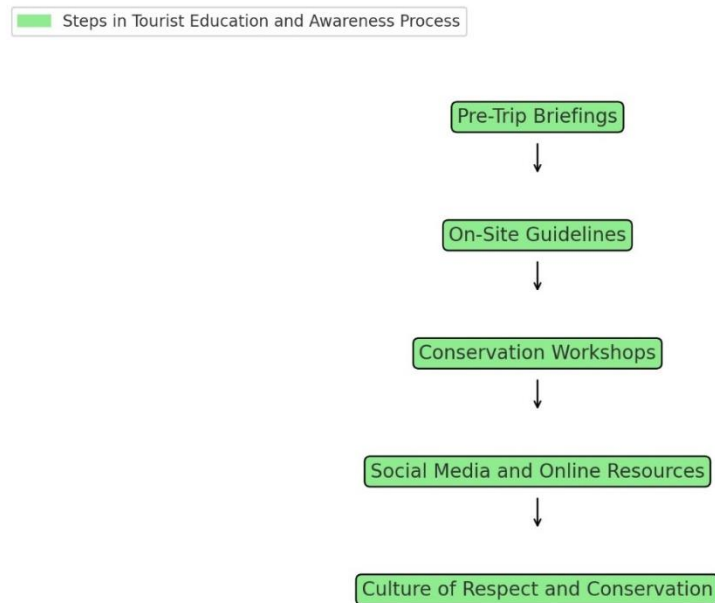 Steps in Tourist Education and Awareness Process
Pre-Trip Briefings
On-Site Guidelines
Conservation Workshops
Social Media and Online Resources
Culture of Respect and Conservation